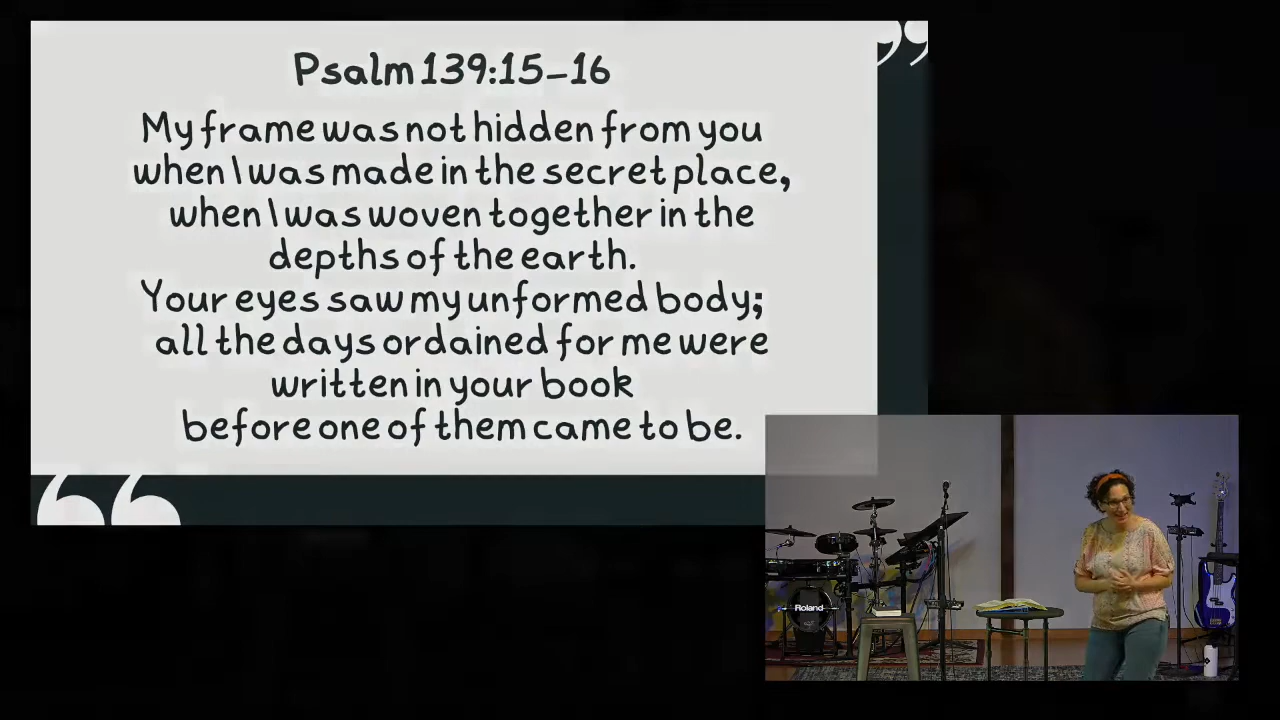 Psalm 139:15-16
My frame was not hidden from you
when I was made in the secret place,
when I was woven together in the
depths of the earth.
Your eyes saw my unformed body;
all the days ordained for me were
written in your book
before one of them came to be.
Roland